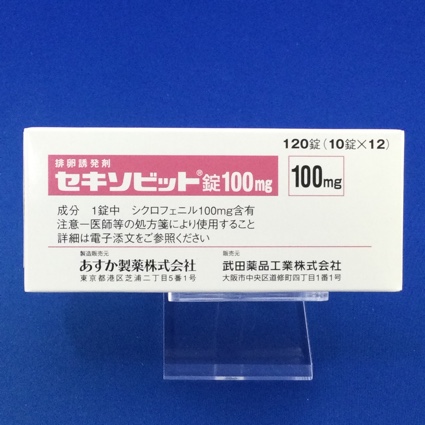 120錠(10錠×12)
排卵誘発剤
セキソビット®錠100mg
100mg
成分 1錠中 シクロフェニル100mg含有
注意-医師等の処方箋により使用すること
詳細は電子添文をご参照ください
製造販売元
あすか製薬株式会社
東京都港区芝浦二丁目5番1号
販売元
武田薬品工業株式会社
大阪市中央区道修町四丁目1番1号